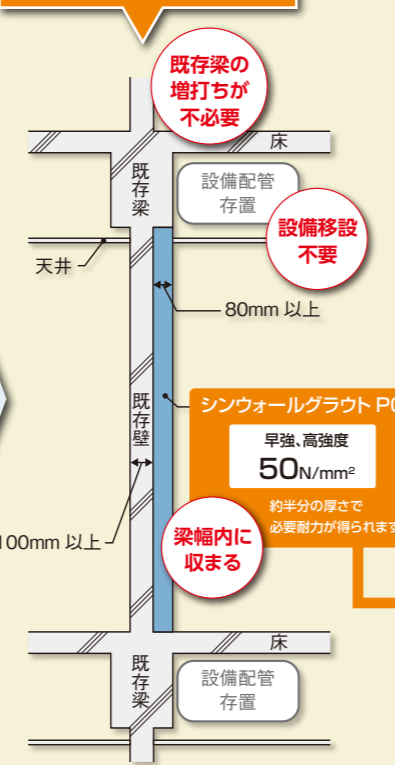 既存梁の
増打ちが
不必要
床
既存梁
設備配管
存置
設備移設
不要
天井
80mm 以上
シンウォールグラウト
早強、高強度
50N/mm²
約半分の厚さで
必要耐力が得られます
既存壁
100mm 以上
梁幅内に
収まる
床
既存梁
設備配管
存置